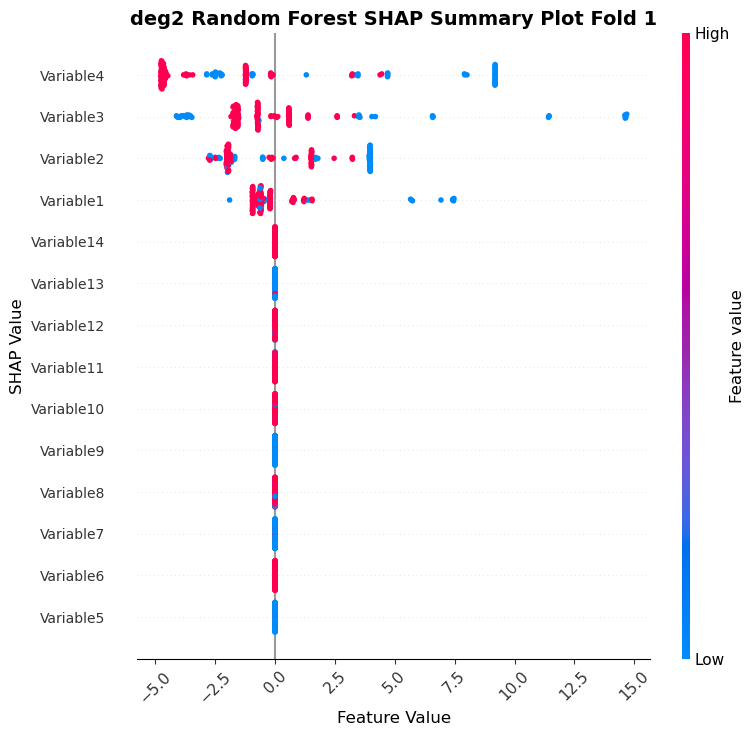 deg2 Random Forest SHAP Summary Plot Fold 1
High
Variable4
Variable3
Variable2
Variable1
Variable14
Variable13
Variable12
Variable11
Variable10
Variable9
Variable8
Variable7
Variable6
Variable5
SHAP Value
Feature value
Low
−5.0 −2.5 0.0 2.5 5.0 7.5 10.0 12.5 15.0
Feature Value